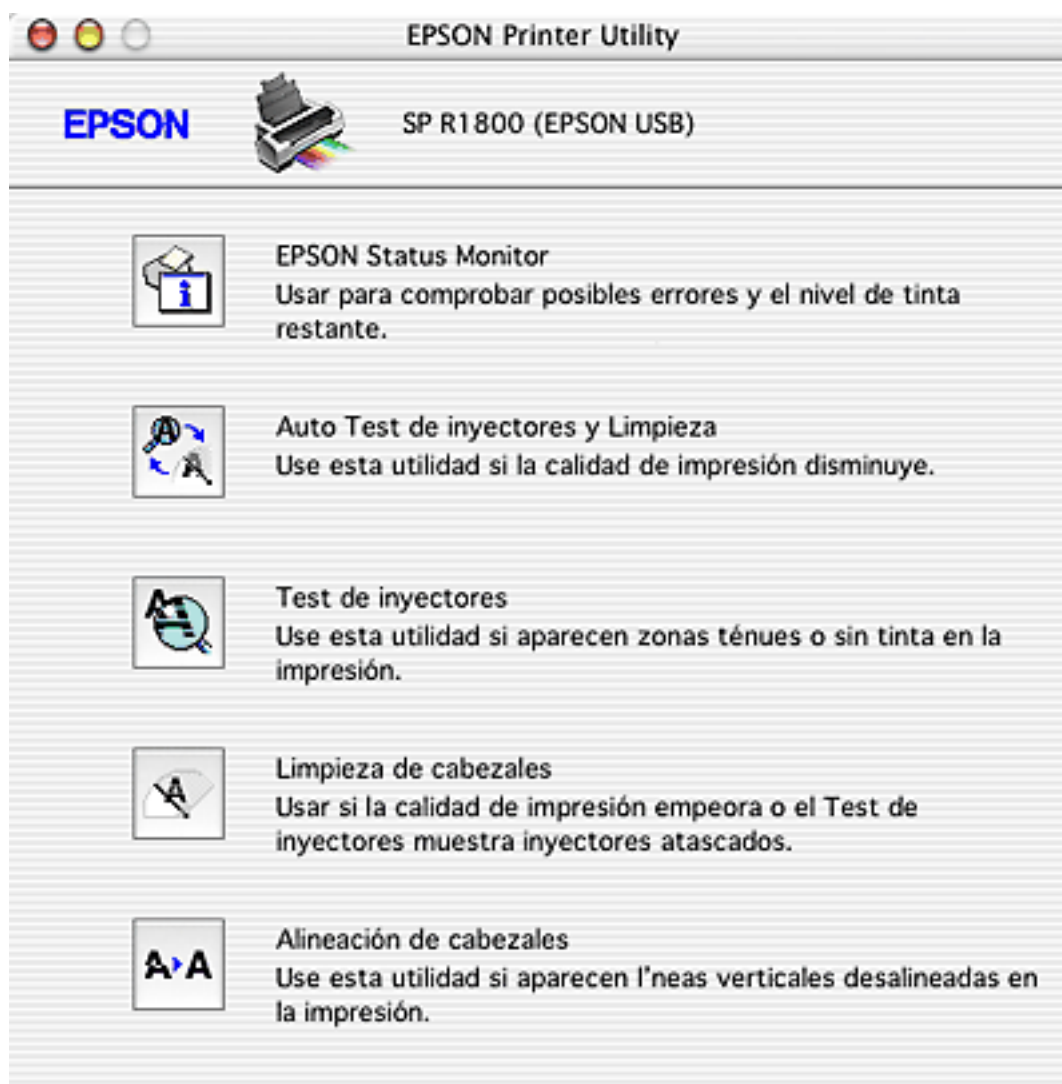 EPSON Printer Utility
EPSON
SP R1800 (EPSON USB)
EPSON Status Monitor
Usar para comprobar posibles errores y el nivel de tinta
restante.
Auto Test de inyectores y Limpieza
Use esta utilidad si la calidad de impresión disminuye.
Test de inyectores
Use esta utilidad si aparecen zonas ténues o sin tinta en la
impresión.
Limpieza de cabezales
Usar si la calidad de impresión empeora o el Test de
inyectores muestra inyectores atascados.
Alineación de cabezales
Use esta utilidad si aparecen l'neas verticales desalineadas en
la impresión.